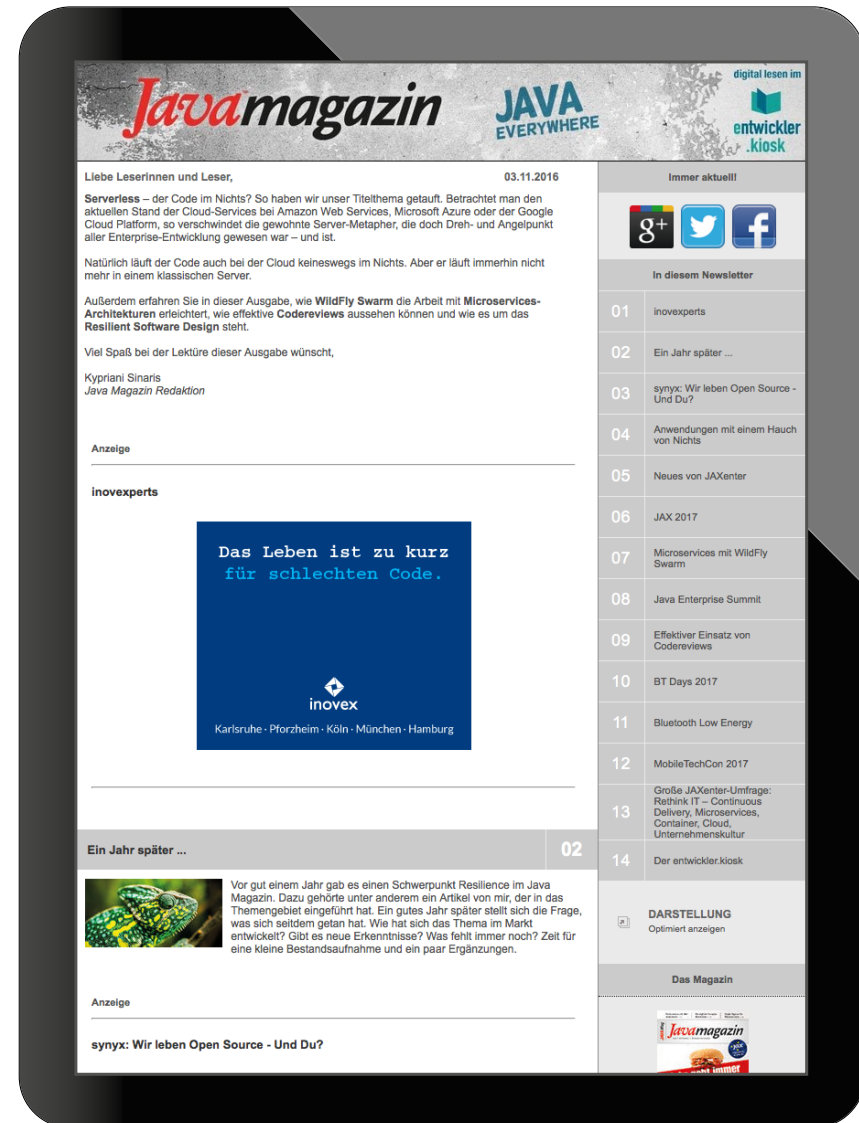 Javamagazin
JAVA
EVERYWHERE
digital lesen im
entwickler
.kiosk
Liebe Leserinnen und Leser,
03.11.2016
Serverless – der Code im Nichts? So haben wir unser Titelthema getauft. Betrachtet man den
aktuellen Stand der Cloud-Services bei Amazon Web Services, Microsoft Azure oder der Google
Cloud Platform, so verschwindet die gewohnte Server-Metapher, die doch Dreh- und Angelpunkt
aller Enterprise-Entwicklung gewesen war – und ist.
Natürlich läuft der Code auch bei der Cloud keineswegs im Nichts. Aber er läuft immerhin nicht
mehr in einem klassischen Server.
Außerdem erfahren Sie in dieser Ausgabe, wie WildFly Swarm die Arbeit mit Microservices-
Architekturen erleichtert, wie effektive Codereviews aussehen können und wie es um das
Resilient Software Design steht.
Viel Spaß bei der Lektüre dieser Ausgabe wünscht,
Kypriani Sinaris
Java Magazin Redaktion
Anzeige
inovexperts
Das Leben ist zu kurz
für schlechten Code.
inovex
Karlsruhe · Pforzheim · Köln · München · Hamburg
Ein Jahr später ...
02
Vor gut einem Jahr gab es einen Schwerpunkt Resilience im Java
Magazin. Dazu gehörte unter anderem ein Artikel von mir, der in das
Themengebiet eingeführt hat. Ein gutes Jahr später stellt sich die Frage,
was sich seitdem getan hat. Wie hat sich das Thema im Markt
entwickelt? Gibt es neue Erkenntnisse? Was fehlt immer noch? Zeit für
eine kleine Bestandsaufnahme und ein paar Ergänzungen.
Anzeige
synyx: Wir leben Open Source - Und Du?
Immer aktuell!
g+
f
In diesem Newsletter
01 inovexperts
02 Ein Jahr später ...
03 synyx: Wir leben Open Source -
Und Du?
04 Anwendungen mit einem Hauch
von Nichts
05 Neues von JAXenter
06 JAX 2017
07 Microservices mit WildFly
Swarm
08 Java Enterprise Summit
09 Effektiver Einsatz von
Codereviews
10 BT Days 2017
11 Bluetooth Low Energy
12 MobileTechCon 2017
13 Große JAXenter-Umfrage:
Rethink IT – Continuous
Delivery, Microservices,
Container, Cloud,
Unternehmenskultur
14 Der entwickler.kiosk
DARSTELLUNG
Optimiert anzeigen
Das Magazin
Javamagazin
immer